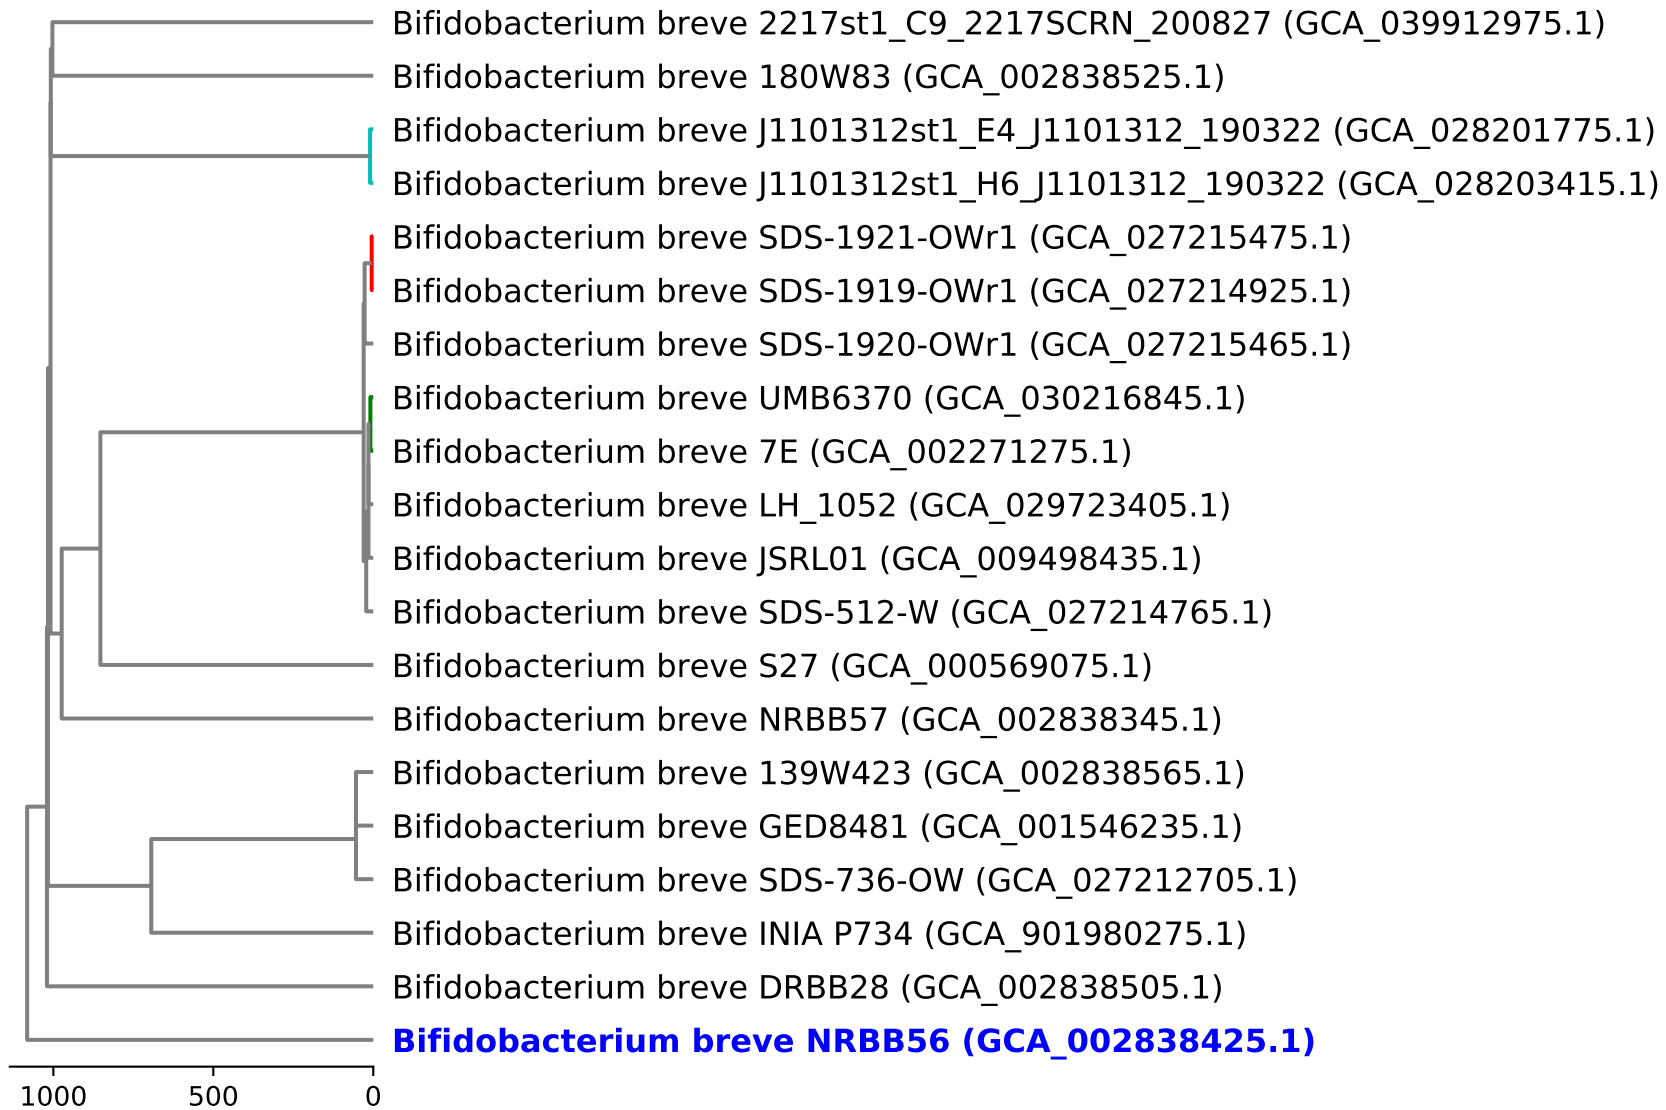 Bifidobacterium breve 2217st1_C9_2217SCRN_200827 (GCA_039912975.1)
Bifidobacterium breve 180W83 (GCA_002838525.1)
Bifidobacterium breve J1101312st1_E4_J1101312_190322 (GCA_028201775.1)
Bifidobacterium breve J1101312st1_H6_J1101312_190322 (GCA_028203415.1)
Bifidobacterium breve SDS-1921-OWr1 (GCA_027215475.1)
Bifidobacterium breve SDS-1919-OWr1 (GCA_027214925.1)
Bifidobacterium breve SDS-1920-OWr1 (GCA_027215465.1)
Bifidobacterium breve UMB6370 (GCA_030216845.1)
Bifidobacterium breve 7E (GCA_002271275.1)
Bifidobacterium breve LH_1052 (GCA_029723405.1)
Bifidobacterium breve JSRL01 (GCA_009498435.1)
Bifidobacterium breve SDS-512-W (GCA_027214765.1)
Bifidobacterium breve S27 (GCA_000569075.1)
Bifidobacterium breve NRBB57 (GCA_002838345.1)
Bifidobacterium breve 139W423 (GCA_002838565.1)
Bifidobacterium breve GED8481 (GCA_001546235.1)
Bifidobacterium breve SDS-736-OW (GCA_027212705.1)
Bifidobacterium breve INIA P734 (GCA_901980275.1)
Bifidobacterium breve DRBB28 (GCA_002838505.1)
Bifidobacterium breve NRBB56 (GCA_002838425.1)
1000 500 0